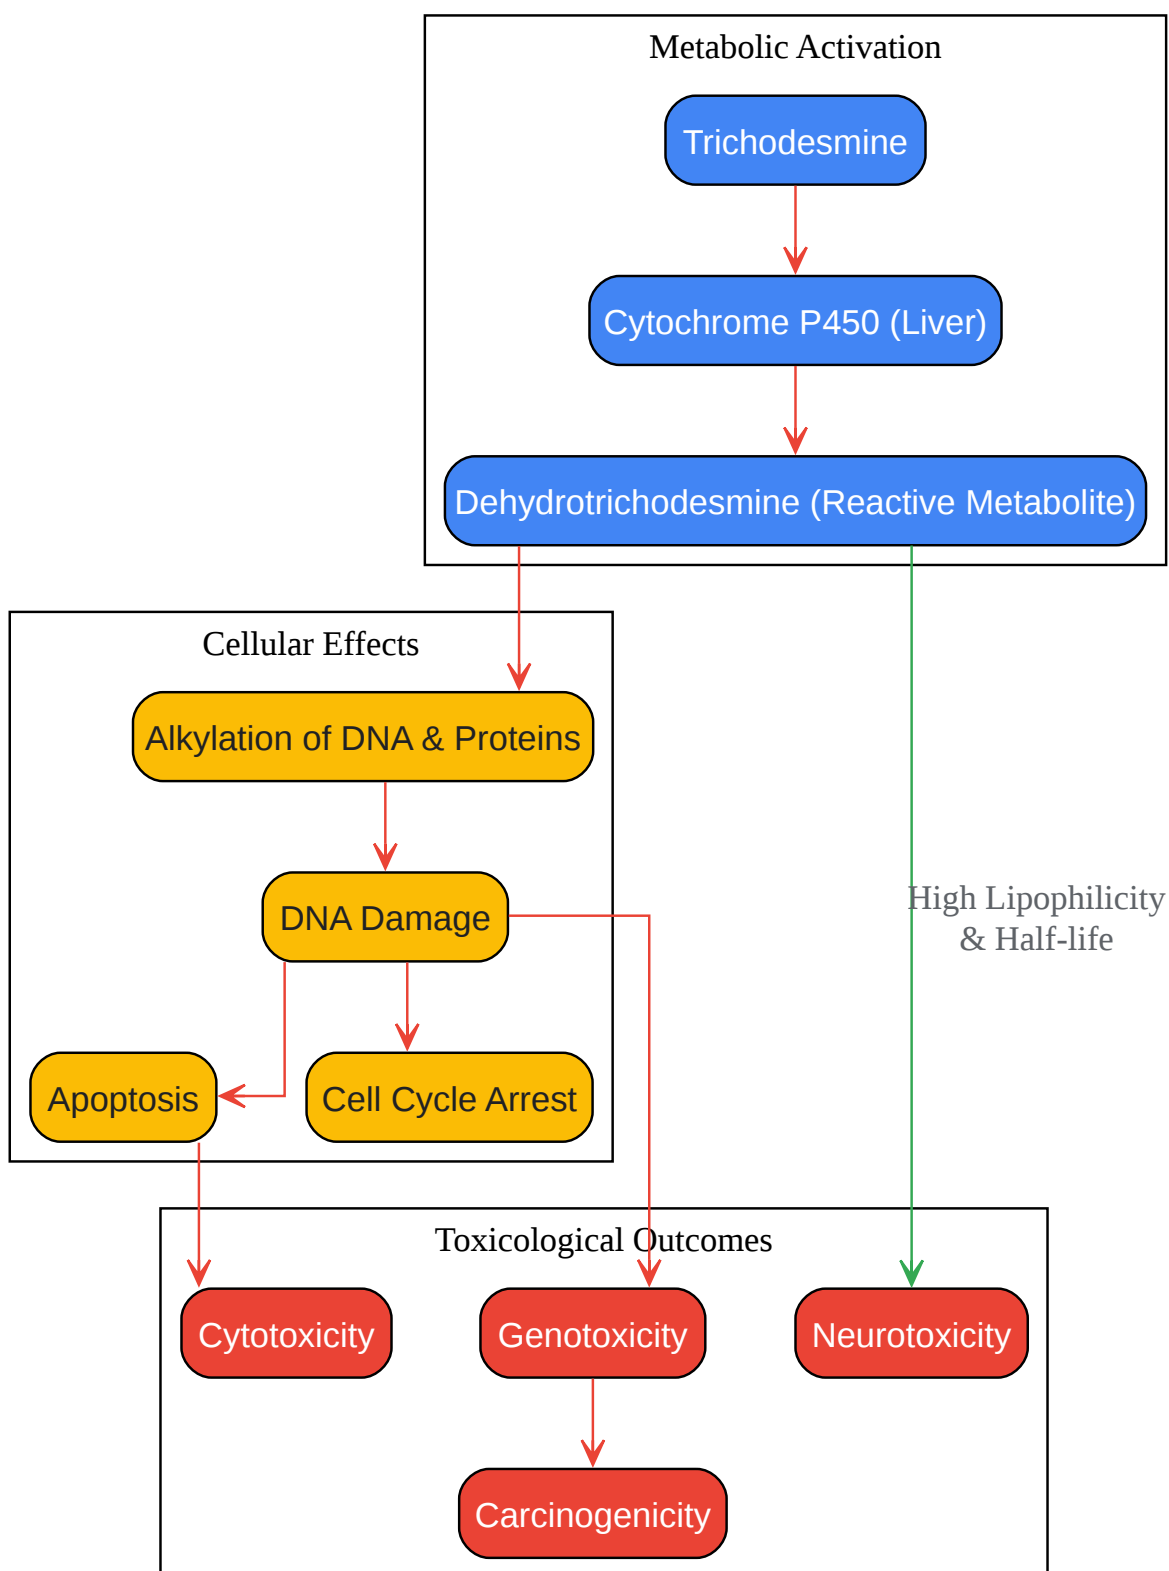 Metabolic Activation
Trichodesmine
Cytochrome P450 (Liver)
Dehydrotrichodesmine (Reactive Metabolite)
Cellular Effects
Alkylation of DNA & Proteins
DNA Damage
High Lipophilicity
& Half-life
Apoptosis
Cell Cycle Arrest
Toxicological Outcomes
Cytotoxicity
Genotoxicity
Neurotoxicity
Carcinogenicity